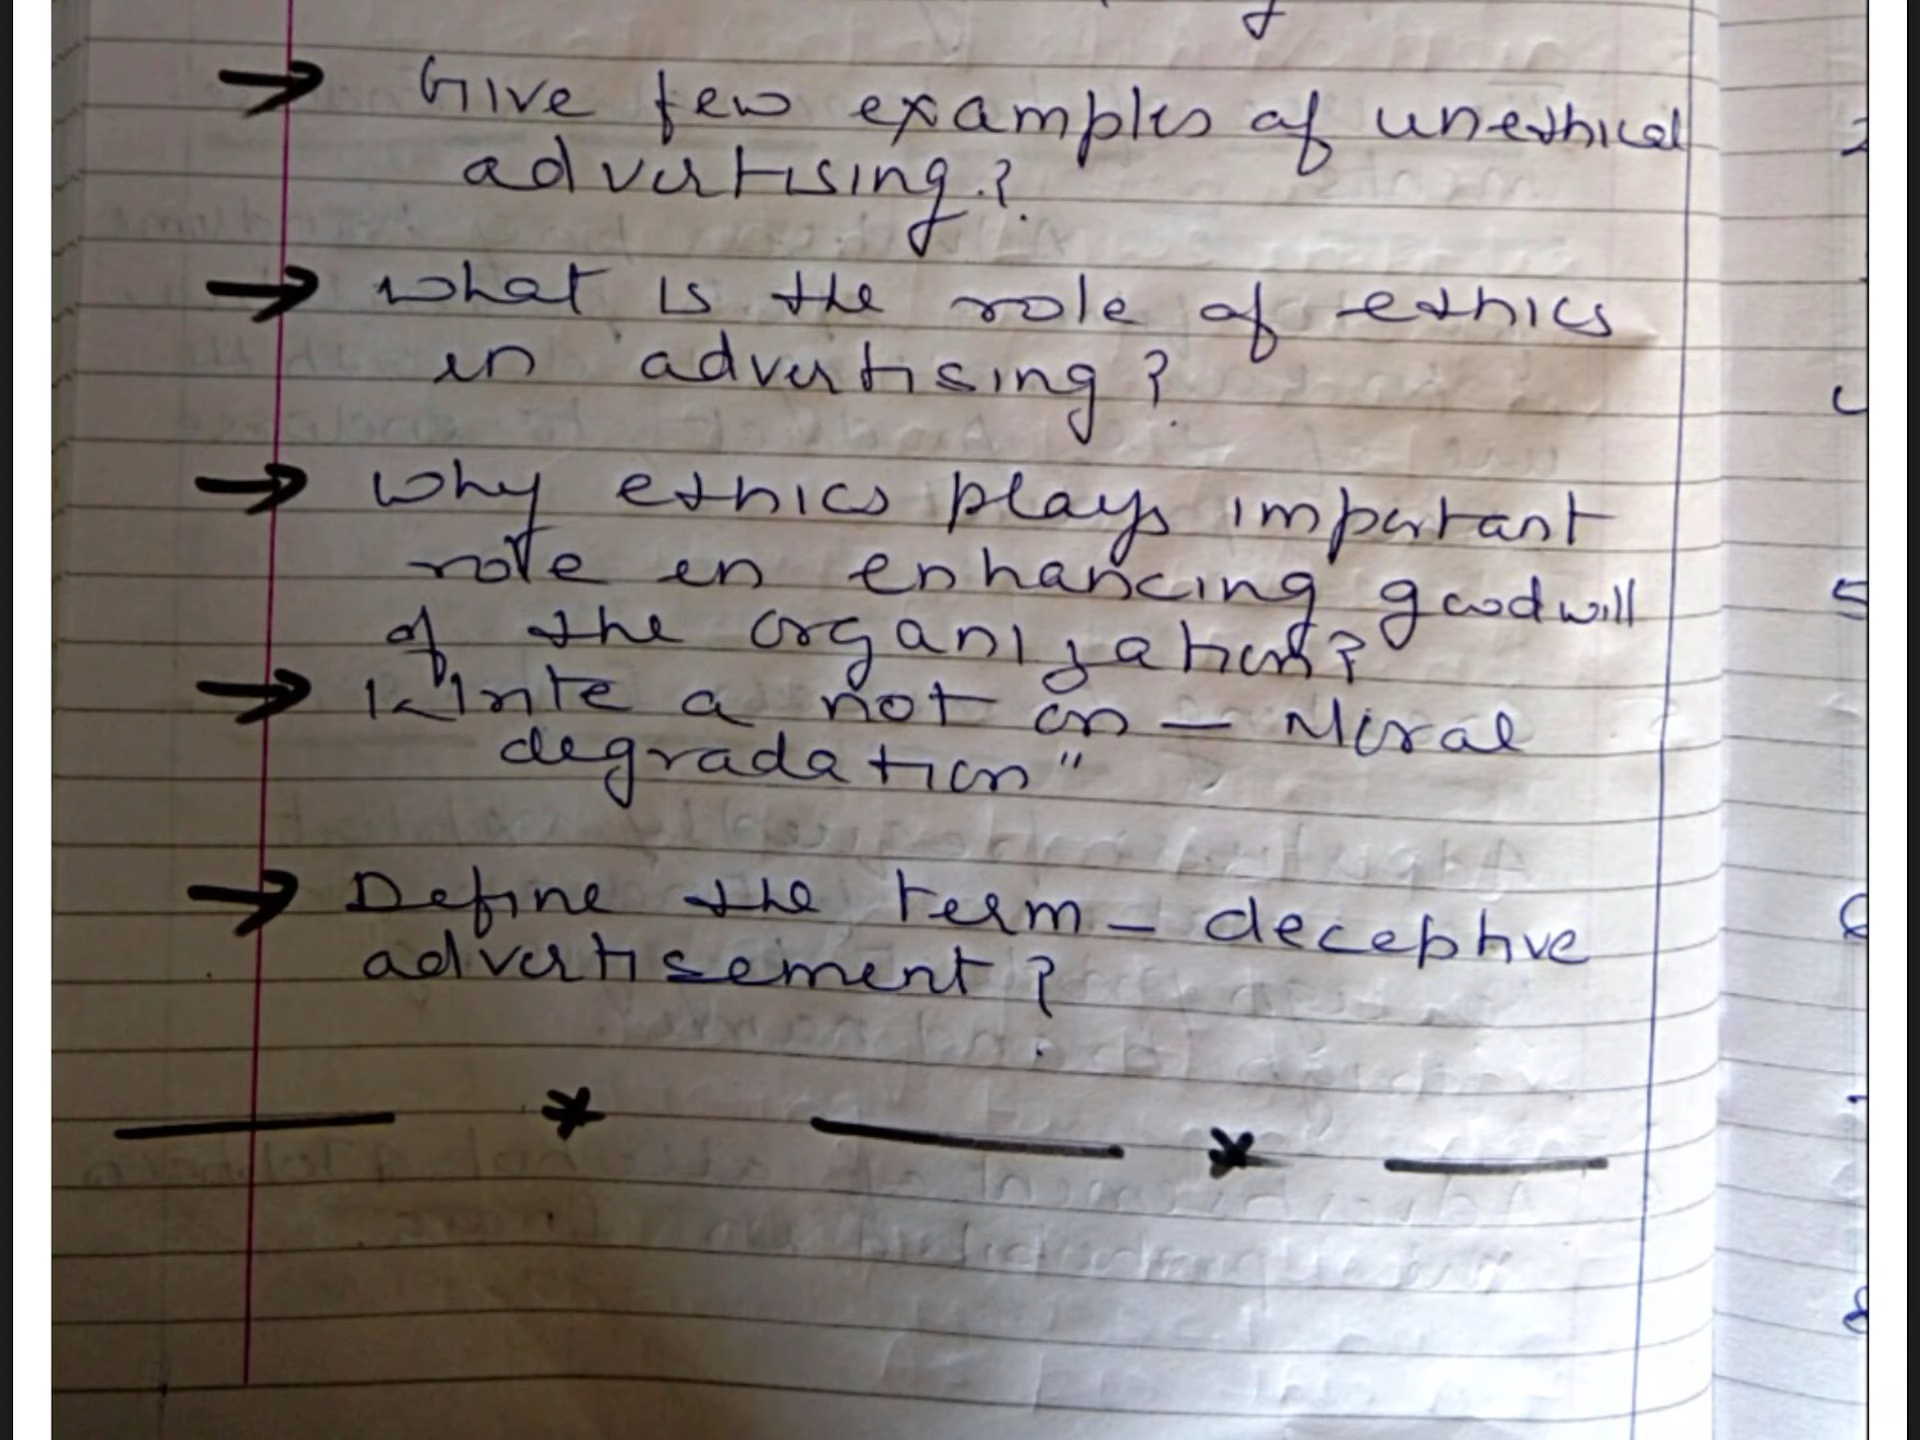 → Give few examples of unethical
advertising.?
→ what is the role of ethics
in advertising?
→ why ethics plays important
role in enhancing goodwill
of the organization?
→ Write a not on - Moral
degradation"
→ Define the term - deceptive
advertisement?
— * — * —